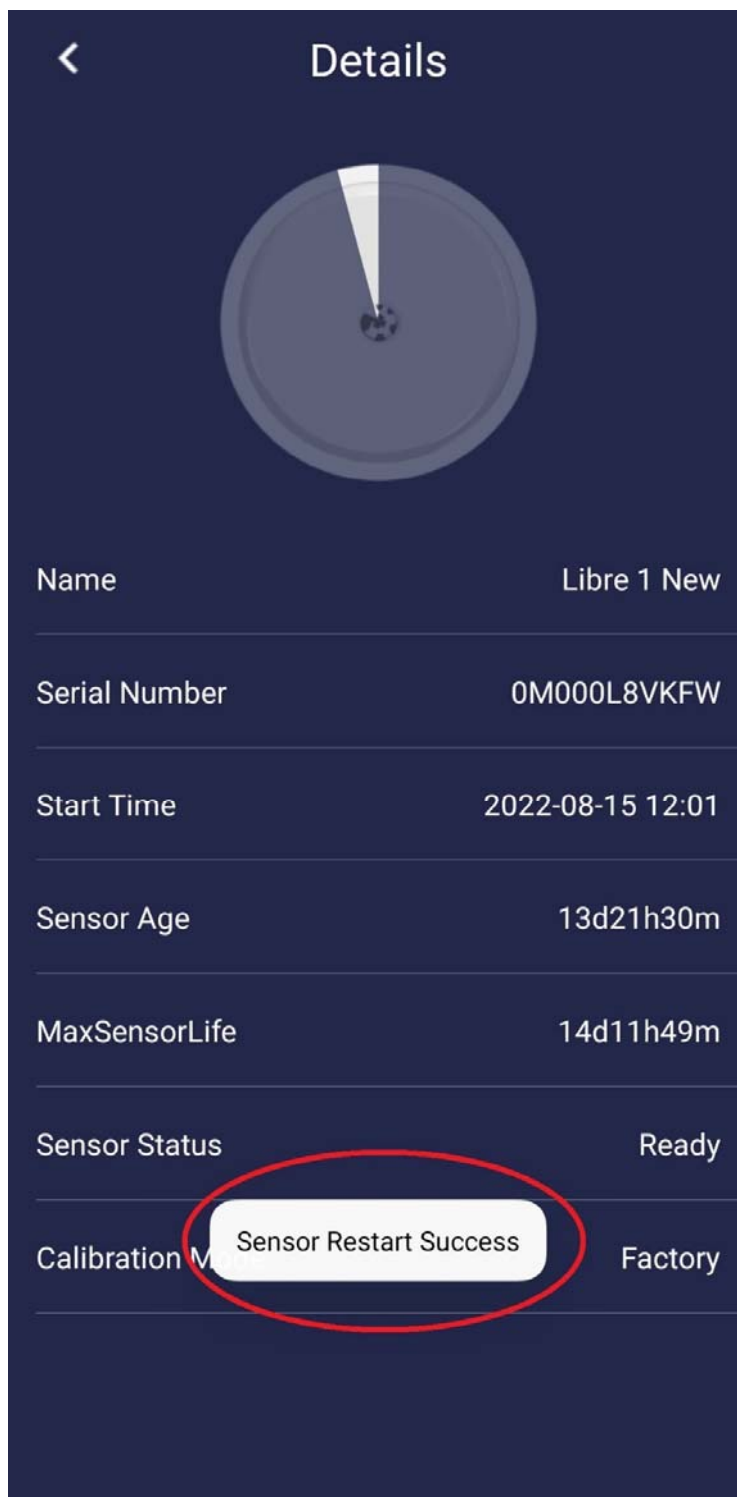 Details
Name Libre 1 New
Serial Number 0M000L8VKFW
Start Time 2022-08-15 12:01
Sensor Age 13d21h30m
MaxSensorLife 14d11h49m
Sensor Status Ready
Sensor Restart Success
Calibration Factory